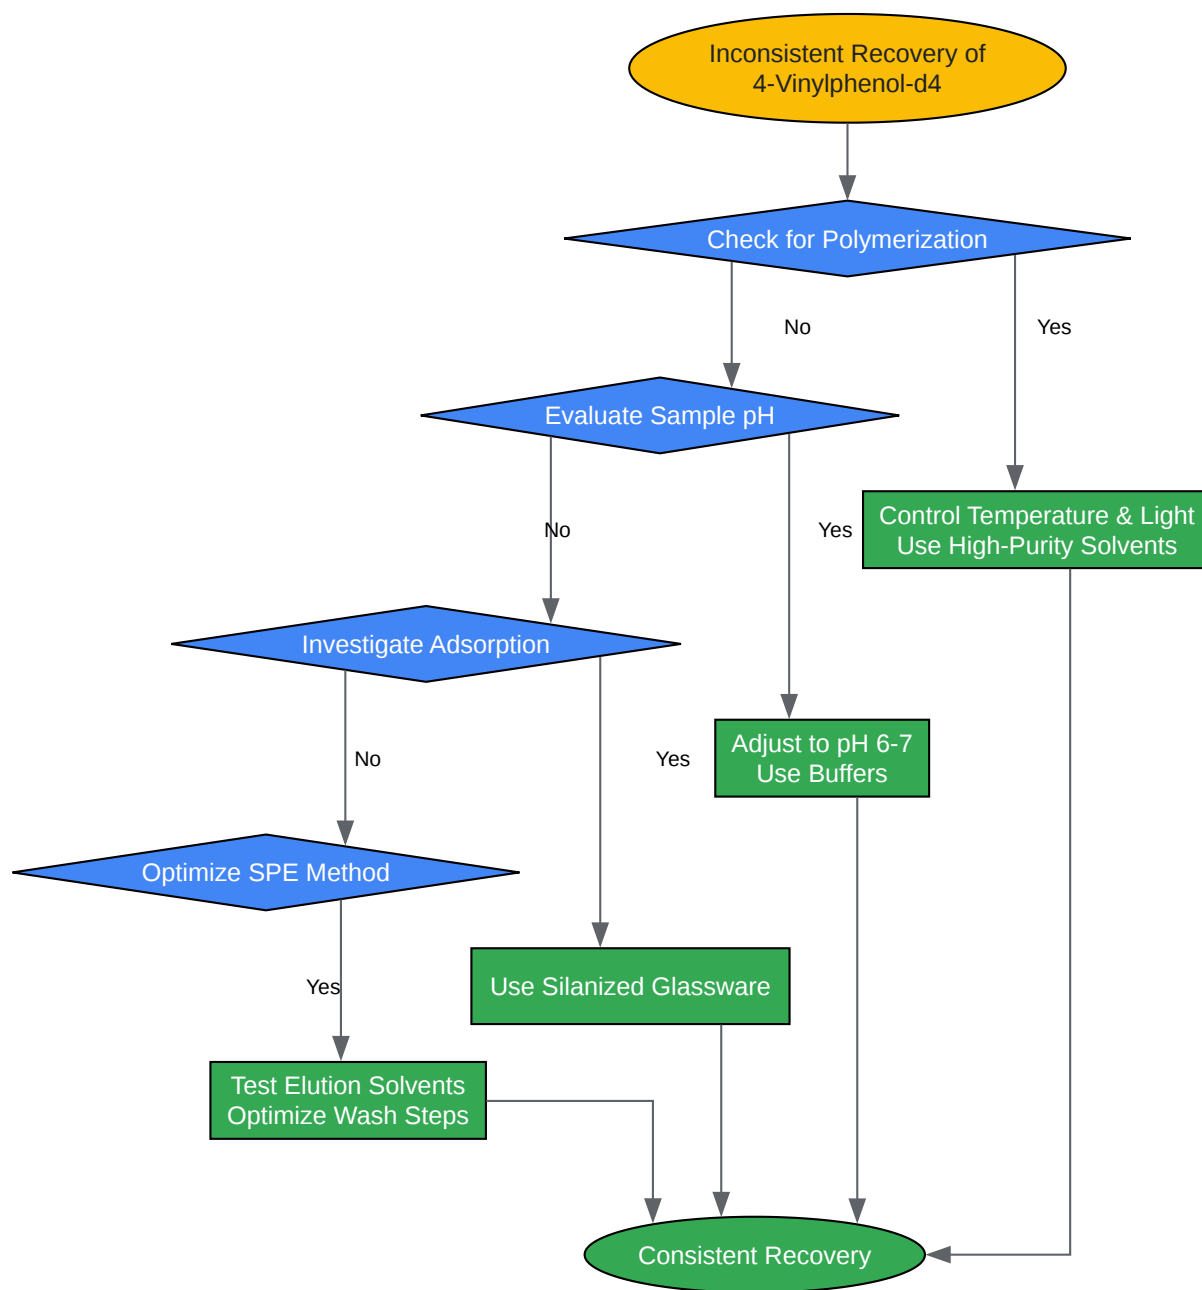 Inconsistent Recovery of
4-Vinylphenol-d4
Check for Polymerization
No
Yes
Evaluate Sample pH
Control Temperature & Light
Use High-Purity Solvents
No
Yes
Investigate Adsorption
Adjust to pH 6-7
Use Buffers
No
Yes
Optimize SPE Method
Use Silanized Glassware
Yes
Test Elution Solvents
Optimize Wash Steps
Consistent Recovery